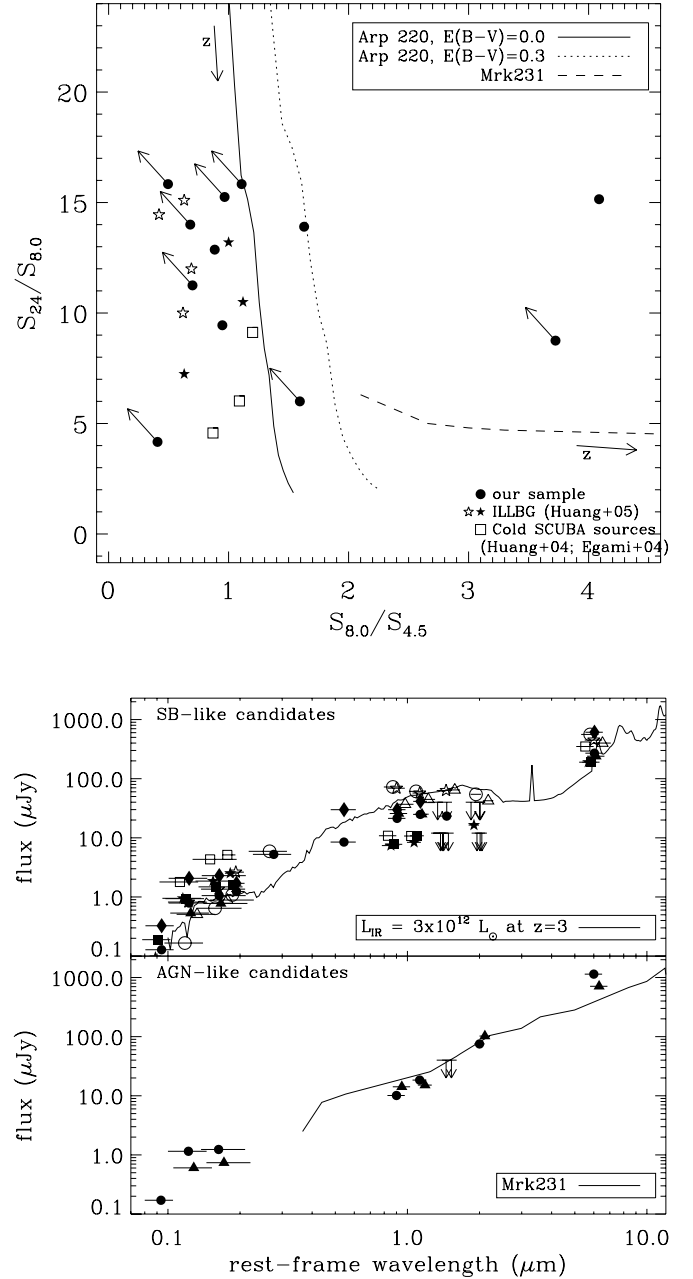 Arp 220, E(B−V)=0.0
Arp 220, E(B−V)=0.3
Mrk231
z
20
15
10
5
0
S24/S8.0
z
our sample
ILLBG (Huang+05)
Cold SCUBA sources
(Huang+04; Egami+04)
0 1 2 3 4
S8.0/S4.5
SB-like candidates
1000.0
100.0
10.0
1.0
0.1
flux (μJy)
L_IR = 3x10^12 L_⊙ at z=3
AGN-like candidates
1000.0
100.0
10.0
1.0
0.1
flux (μJy)
Mrk231
0.1 1.0 10.0
rest-frame wavelength (μm)